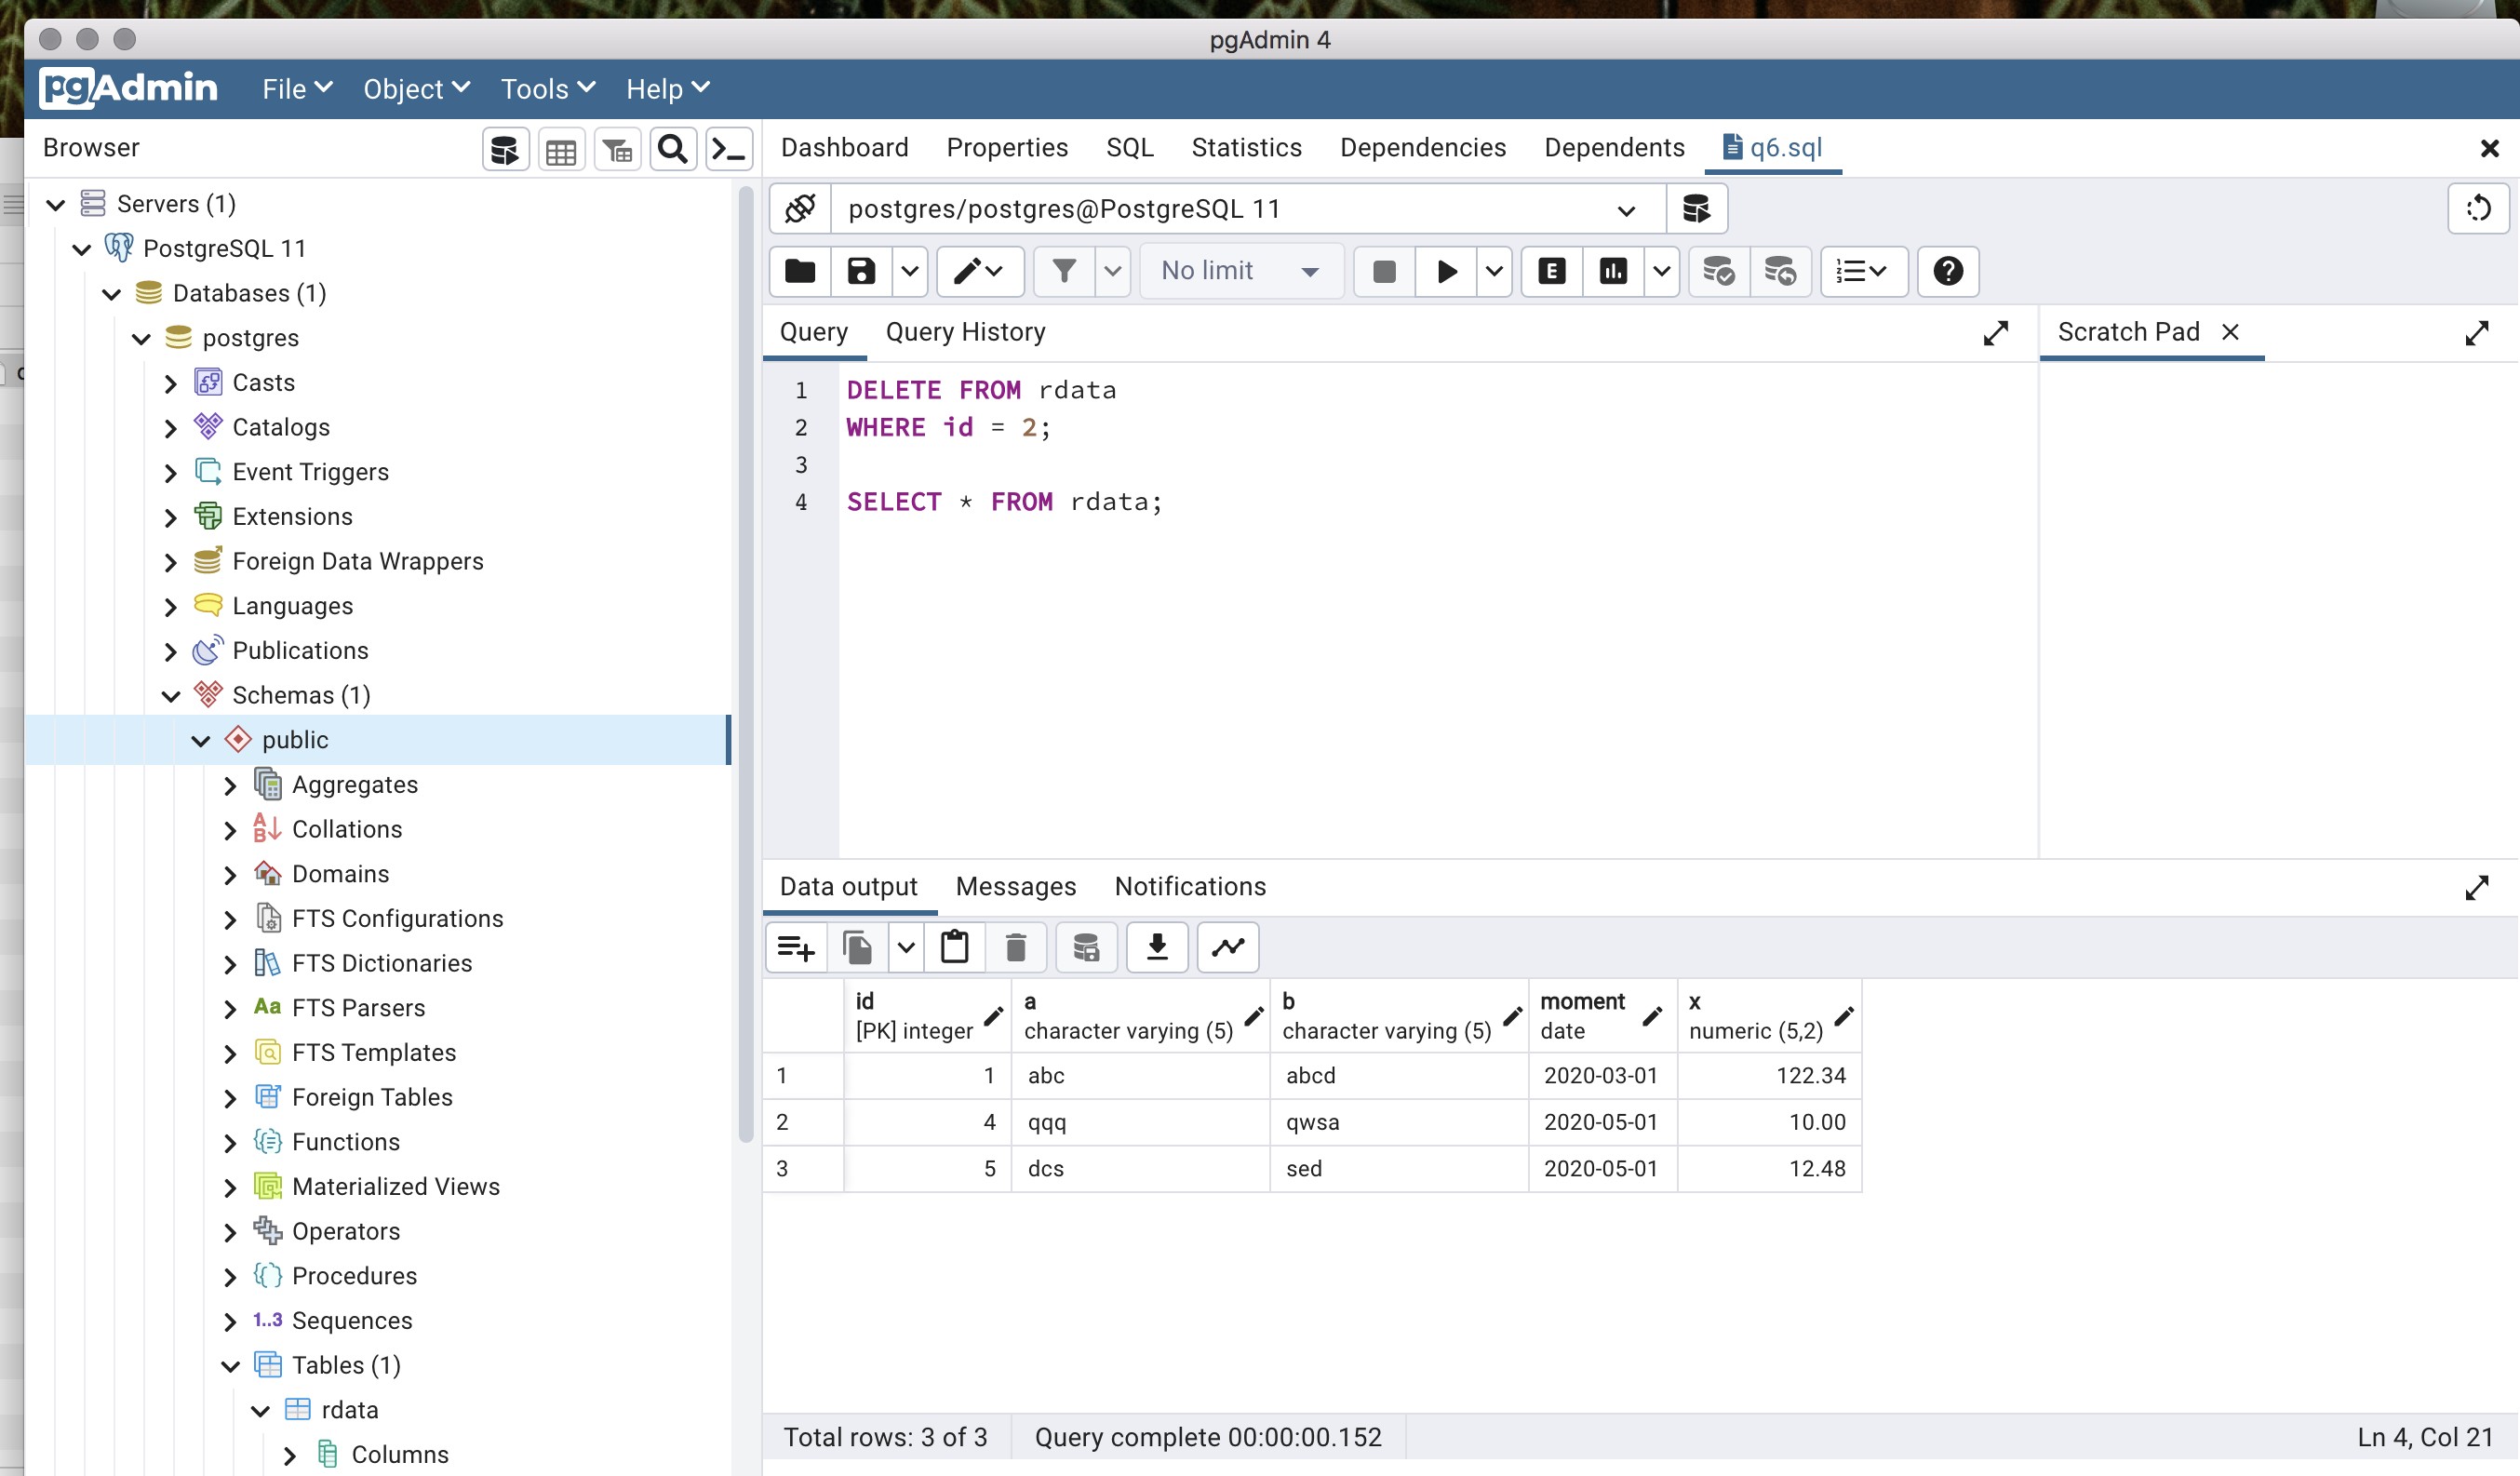 pgAdmin 4
pgAdmin File Object Tools Help
Browser
Dashboard Properties SQL Statistics Dependencies Dependents q6.sql
Servers (1)
PostgreSQL 11
Databases (1)
postgres
Casts
Catalogs
Event Triggers
Extensions
Foreign Data Wrappers
Languages
Publications
Schemas (1)
public
Aggregates
Collations
Domains
FTS Configurations
FTS Dictionaries
Aa FTS Parsers
FTS Templates
Foreign Tables
Functions
Materialized Views
Operators
Procedures
1..3 Sequences
Tables (1)
rdata
Columns
postgres/postgres@PostgreSQL 11
No limit
E
Query Query History
Scratch Pad
1 DELETE FROM rdata
2 WHERE id = 2;
3
4 SELECT * FROM rdata;
Data output Messages Notifications
id a b moment x
[PK] integer character varying (5) character varying (5) date numeric (5,2)
1 1 abc abcd 2020-03-01 122.34
2 4 qqq qwsa 2020-05-01 10.00
3 5 dcs sed 2020-05-01 12.48
Total rows: 3 of 3 Query complete 00:00:00.152 Ln 4, Col 21